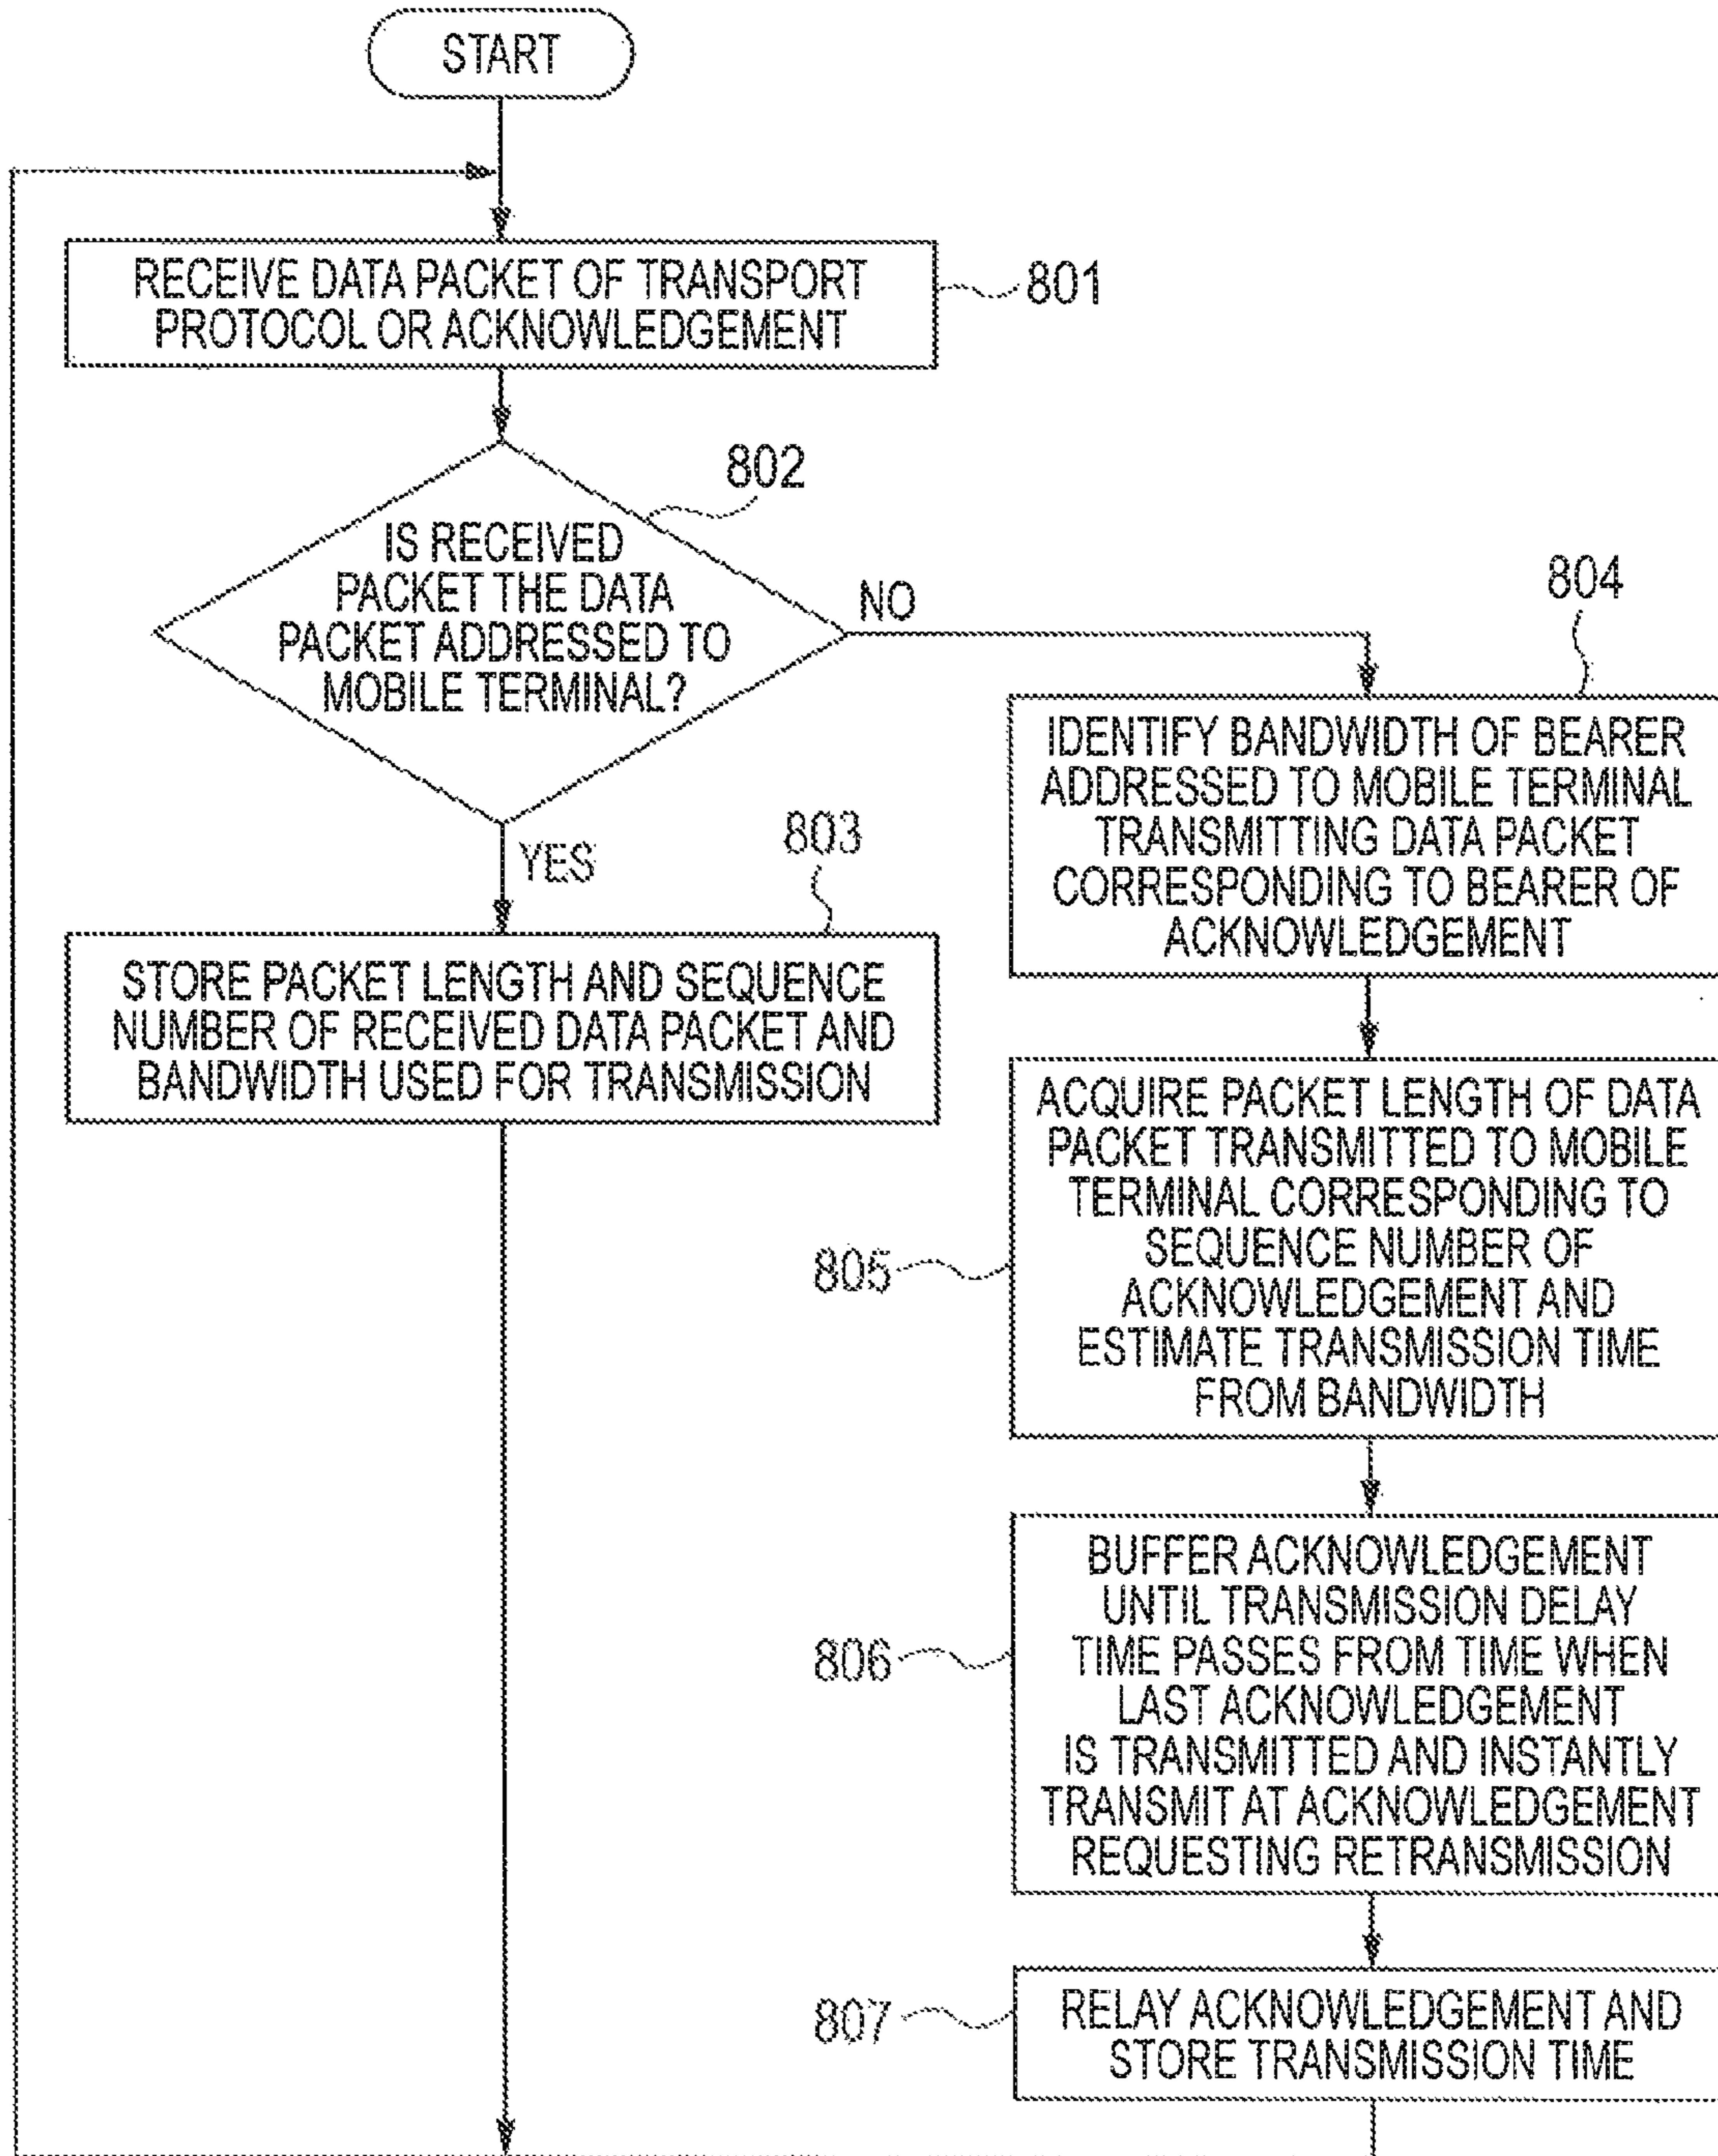 START
RECEIVE DATA PACKET OF TRANSPORT
PROTOCOL OR ACKNOWLEDGEMENT
801
802
IS RECEIVED
PACKET THE DATA
PACKET ADDRESSED TO
MOBILE TERMINAL?
NO
YES
803
STORE PACKET LENGTH AND SEQUENCE
NUMBER OF RECEIVED DATA PACKET AND
BANDWIDTH USED FOR TRANSMISSION
804
IDENTIFY BANDWIDTH OF BEARER
ADDRESSED TO MOBILE TERMINAL
TRANSMITTING DATA PACKET
CORRESPONDING TO BEARER OF
ACKNOWLEDGEMENT
805
ACQUIRE PACKET LENGTH OF DATA
PACKET TRANSMITTED TO MOBILE
TERMINAL CORRESPONDING TO
SEQUENCE NUMBER OF
ACKNOWLEDGEMENT AND
ESTIMATE TRANSMISSION TIME
FROM BANDWIDTH
806
BUFFER ACKNOWLEDGEMENT
UNTIL TRANSMISSION DELAY
TIME PASSES FROM TIME WHEN
LAST ACKNOWLEDGEMENT
IS TRANSMITTED AND INSTANTLY
TRANSMIT AT ACKNOWLEDGEMENT
REQUESTING RETRANSMISSION
807
RELAY ACKNOWLEDGEMENT AND
STORE TRANSMISSION TIME